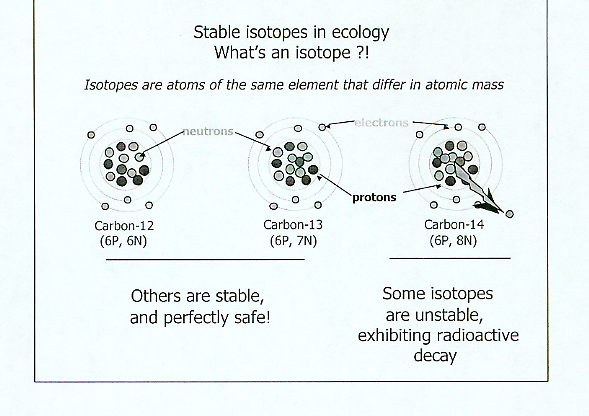 Stable isotopes in ecology
What's an isotope ?!
Isotopes are atoms of the same element that differ in atomic mass
neutrons
electrons
protons
Carbon-12
(6P, 6N)
Carbon-13
(6P, 7N)
Carbon-14
(6P, 8N)
Others are stable,
and perfectly safe!
Some isotopes
are unstable,
exhibiting radioactive
decay